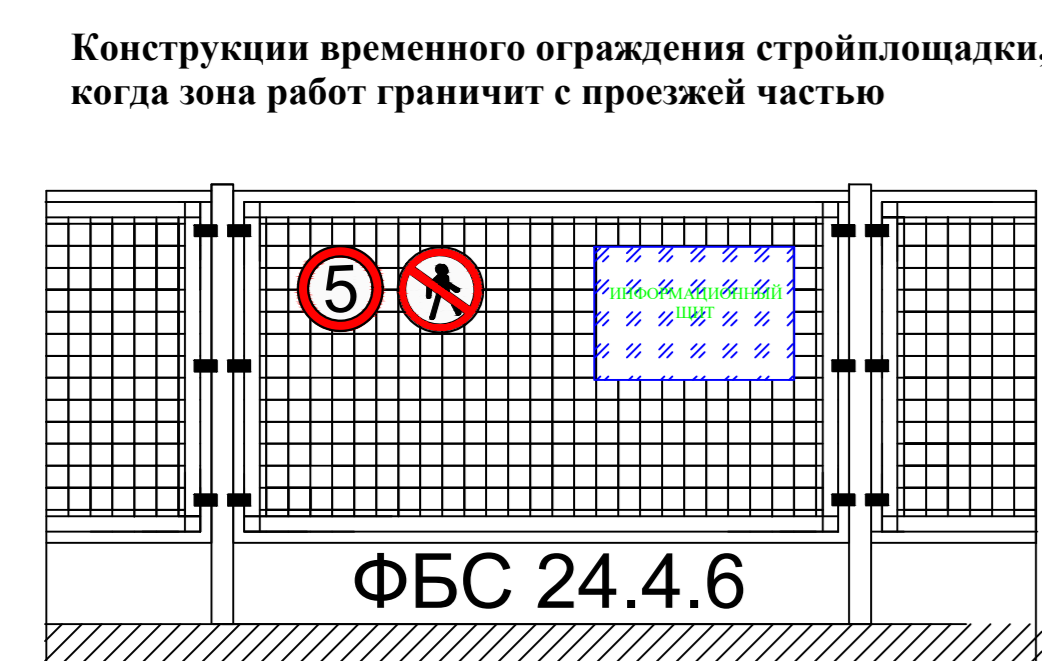 Конструкции временного ограждения стройплощадки,
когда зона работ граничит с проезжей частью
5
ИНФОРМАЦИОННЫЙ
ЩИТ
ФБС 24.4.6